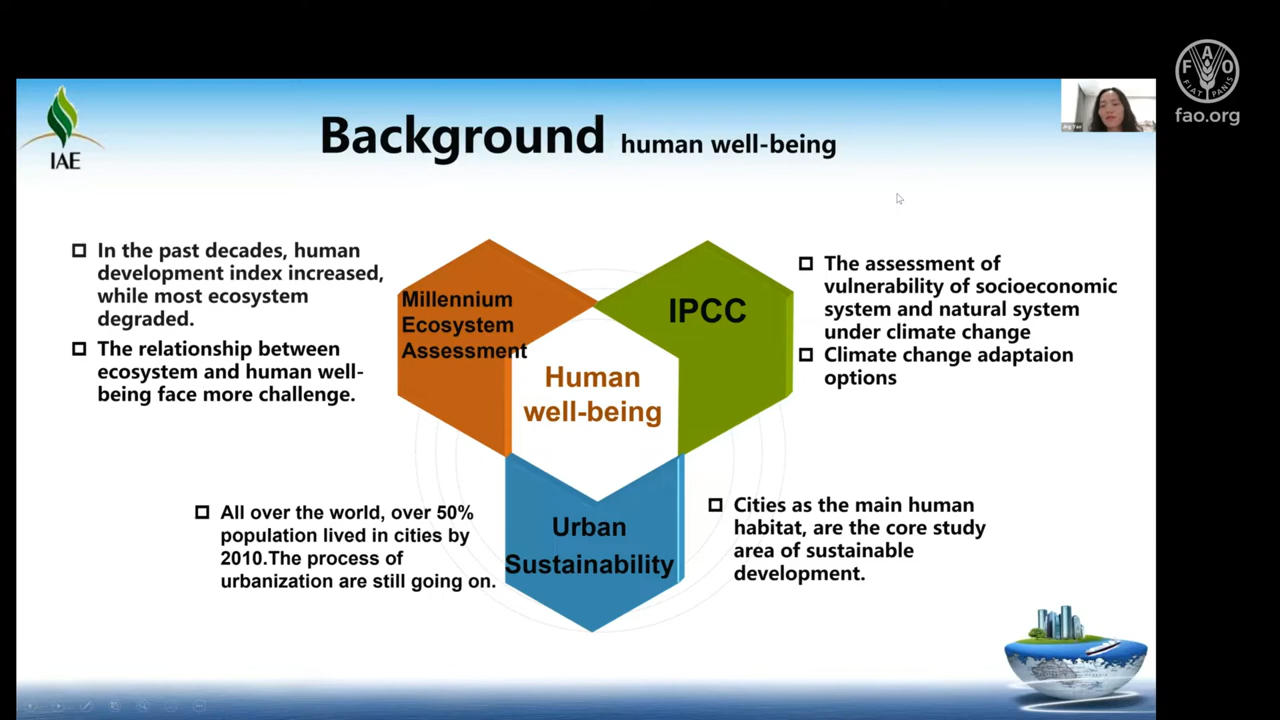 FAO
FIAT PANIS
fao.org
IAE
Background human well-being
In the past decades, human
development index increased,
while most ecosystem
degraded.
The relationship between
ecosystem and human well-
being face more challenge.
Millennium
Ecosystem
Assessment
IPCC
Human
well-being
The assessment of
vulnerability of socioeconomic
system and natural system
under climate change
Climate change adaptaion
options
All over the world, over 50%
population lived in cities by
2010.The process of
urbanization are still going on.
Urban
Sustainability
Cities as the main human
habitat, are the core study
area of sustainable
development.